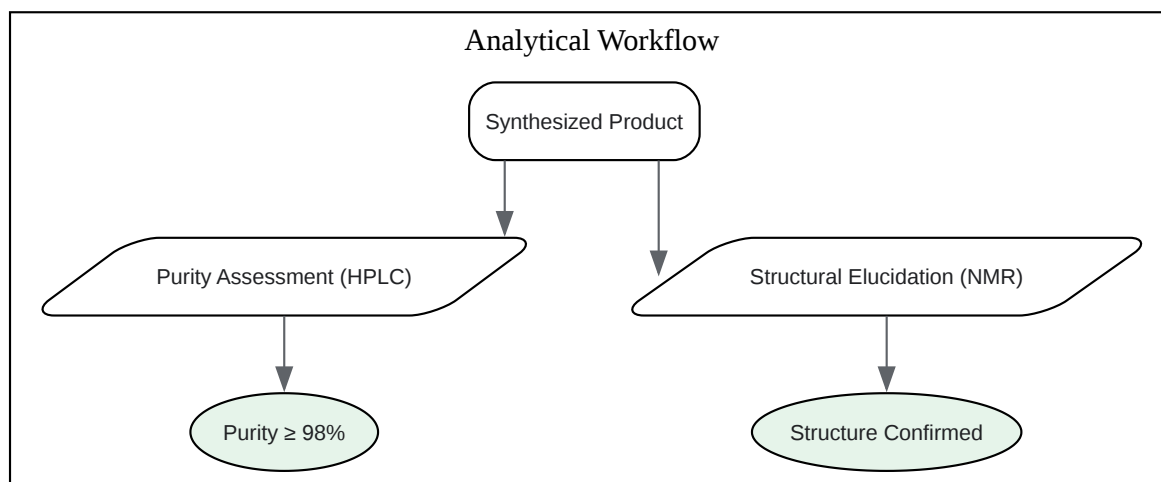 Analytical Workflow
Synthesized Product
Purity Assessment (HPLC)
Structural Elucidation (NMR)
Purity ≥ 98%
Structure Confirmed